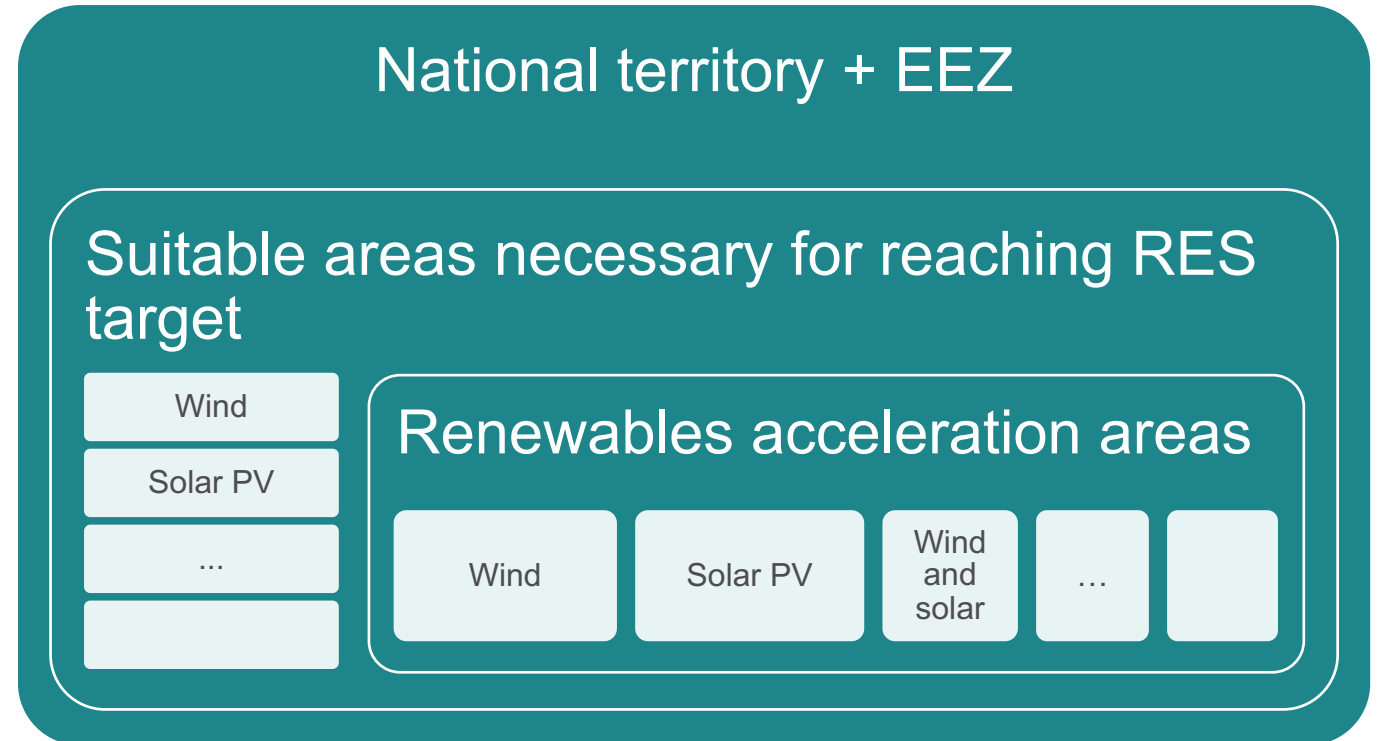 National territory + EEZ
Suitable areas necessary for reaching RES
target
Wind
Solar PV
...
Renewables acceleration areas
Wind
Solar PV
Wind
and
solar
…